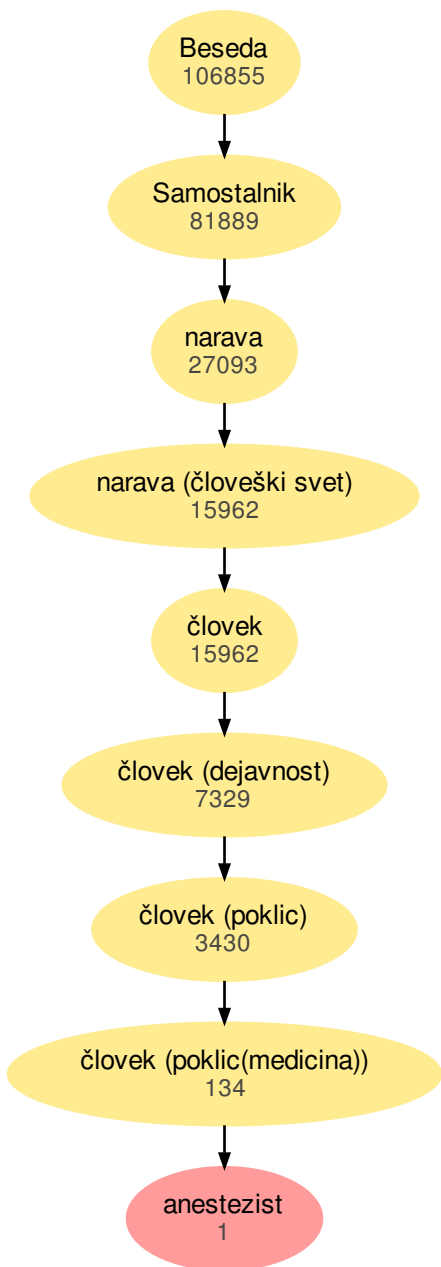 Beseda
106855
Samostalnik
81889
narava
27093
narava (človeški svet)
15962
človek
15962
človek (dejavnost)
7329
človek (poklic)
3430
človek (poklic(medicina))
134
anestezist
1